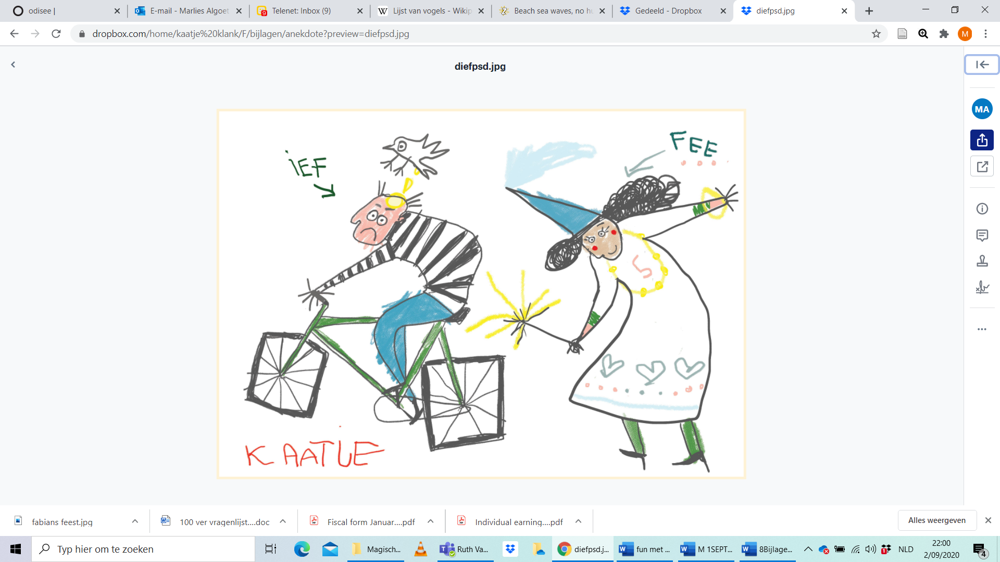 odisee |
E-mail - Marlies Algoet
Telenet: Inbox (9)
Lijst van vogels - Wikip
Beach sea waves, no hu
Gedeeld - Dropbox
diefpsd.jpg
dropbox.com/home/kaatje%20klank/F/bijlagen/anekdote?preview=diefpsd.jpg
M
diefpsd.jpg
MA
iEF
FEE
S
KAATJE
fabians feest.jpg
100 ver vragenlijst....doc
Fiscal form Januar....pdf
Individual earning....pdf
Alles weergeven
Typ hier om te zoeken
Magisch...
Ruth Va...
diefpsd.j...
fun met ...
M 1SEPT...
8Bijlage...
NLD
22:00
2/09/2020
4